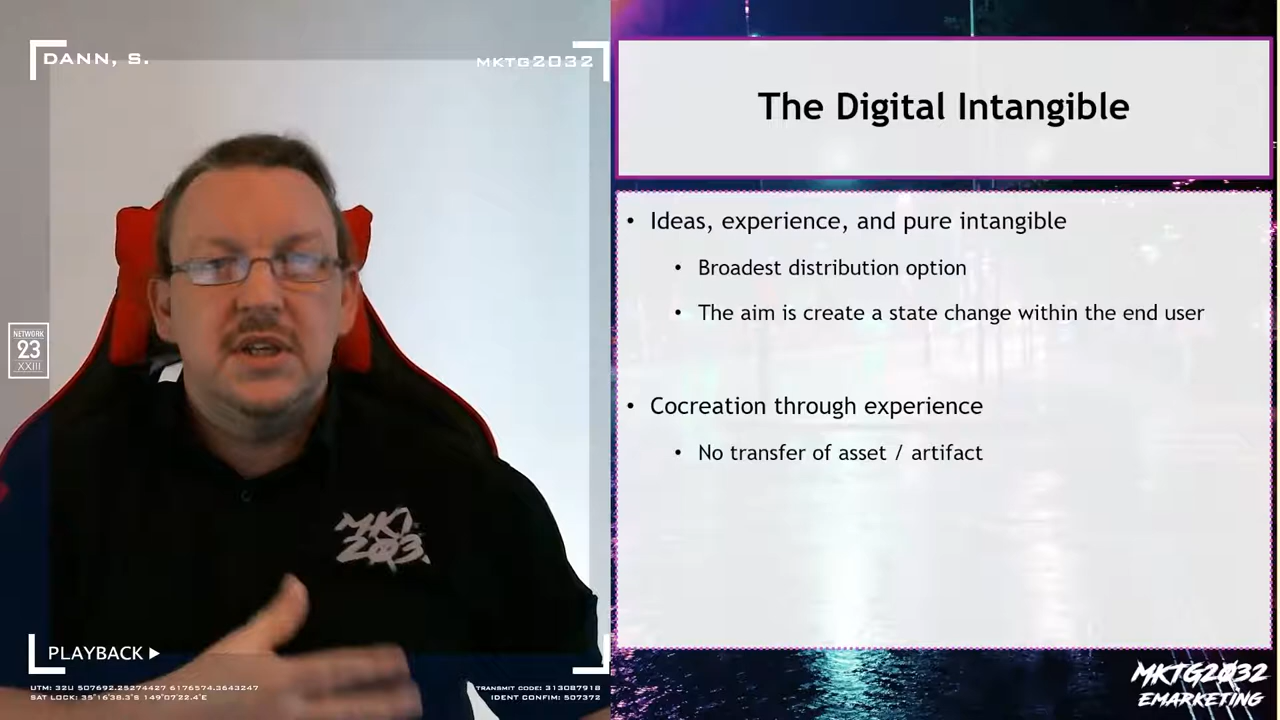 DANN, S.
MKTG2032
NETWORK
23
XXIII
PLAYBACK
UTM: 32U 507692.25274427 6176574.3643247
SAT LOCK: 35°16'38.3"S 149°07'22.4"E
TRANSMIT CODE: 313087918
IDENT CONFIM: 507372
The Digital Intangible
• Ideas, experience, and pure intangible
• Broadest distribution option
• The aim is create a state change within the end user
• Cocreation through experience
• No transfer of asset / artifact
MKTG2032
EMARKETING